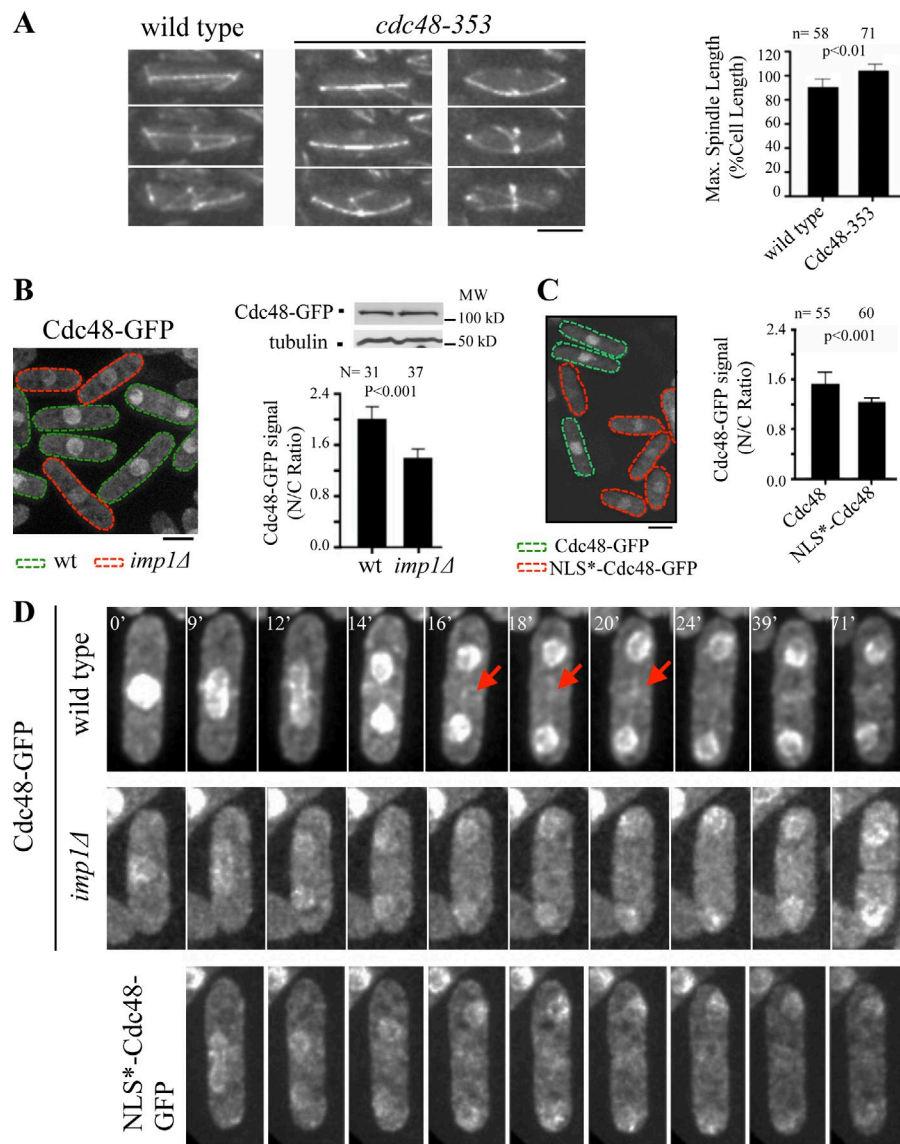 A
wild type
cdc48-353
n= 58 71
p<0.01
Max. Spindle Length
(%Cell Length)
120
100
80
60
40
20
0
wild type
Cdc48-353
B
Cdc48-GFP
wt
imp1Δ
Cdc48-GFP
tubulin
MW
100 kD
50 kD
N= 31 37
P<0.001
Cdc48-GFP signal
(N/C Ratio)
2.4
1.8
1.2
0.6
0.0
wt imp1Δ
C
Cdc48-GFP
NLS*-Cdc48-GFP
n= 55 60
p<0.001
Cdc48-GFP signal
(N/C Ratio)
2.4
1.6
0.8
0.0
Cdc48
NLS*-Cdc48
D
Cdc48-GFP
wild type
0’ 9’ 12’ 14’ 16’ 18’ 20’ 24’ 39’ 71’
imp1Δ
NLS*-Cdc48-
GFP